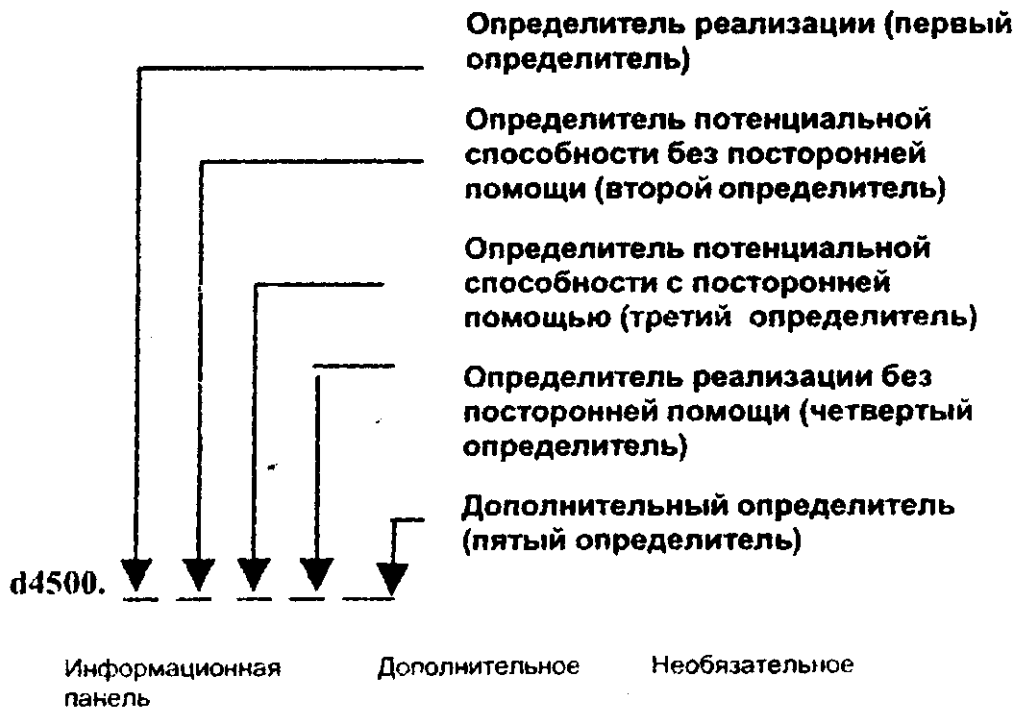 Определитель реализации (первый
определитель)
Определитель потенциальной
способности без посторонней
помощи (второй определитель)
Определитель потенциальной
способности с посторонней
помощью (третий определитель)
Определитель реализации без
посторонней помощи (четвертый
определитель)
Дополнительный определитель
(пятый определитель)
d4500. _ _ _ _ _
Информационная Дополнительное Необязательное
панель